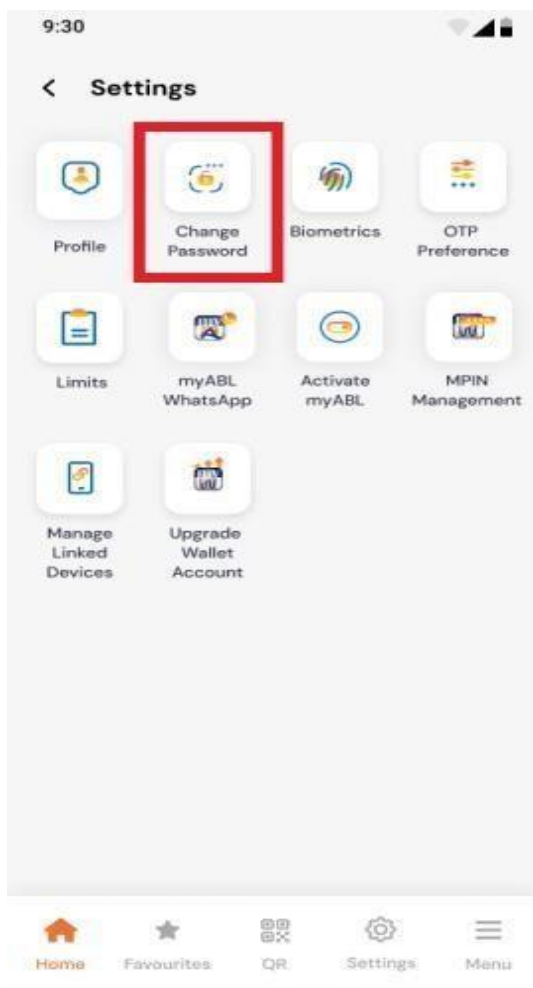 9:30
Settings
Profile
Change
Password
Biometrics
OTP
Preference
Limits
myABL
WhatsApp
Activate
myABL
MPIN
Management
Manage
Linked
Devices
Upgrade
Wallet
Account
Home
Favourites
QR
Settings
Menu